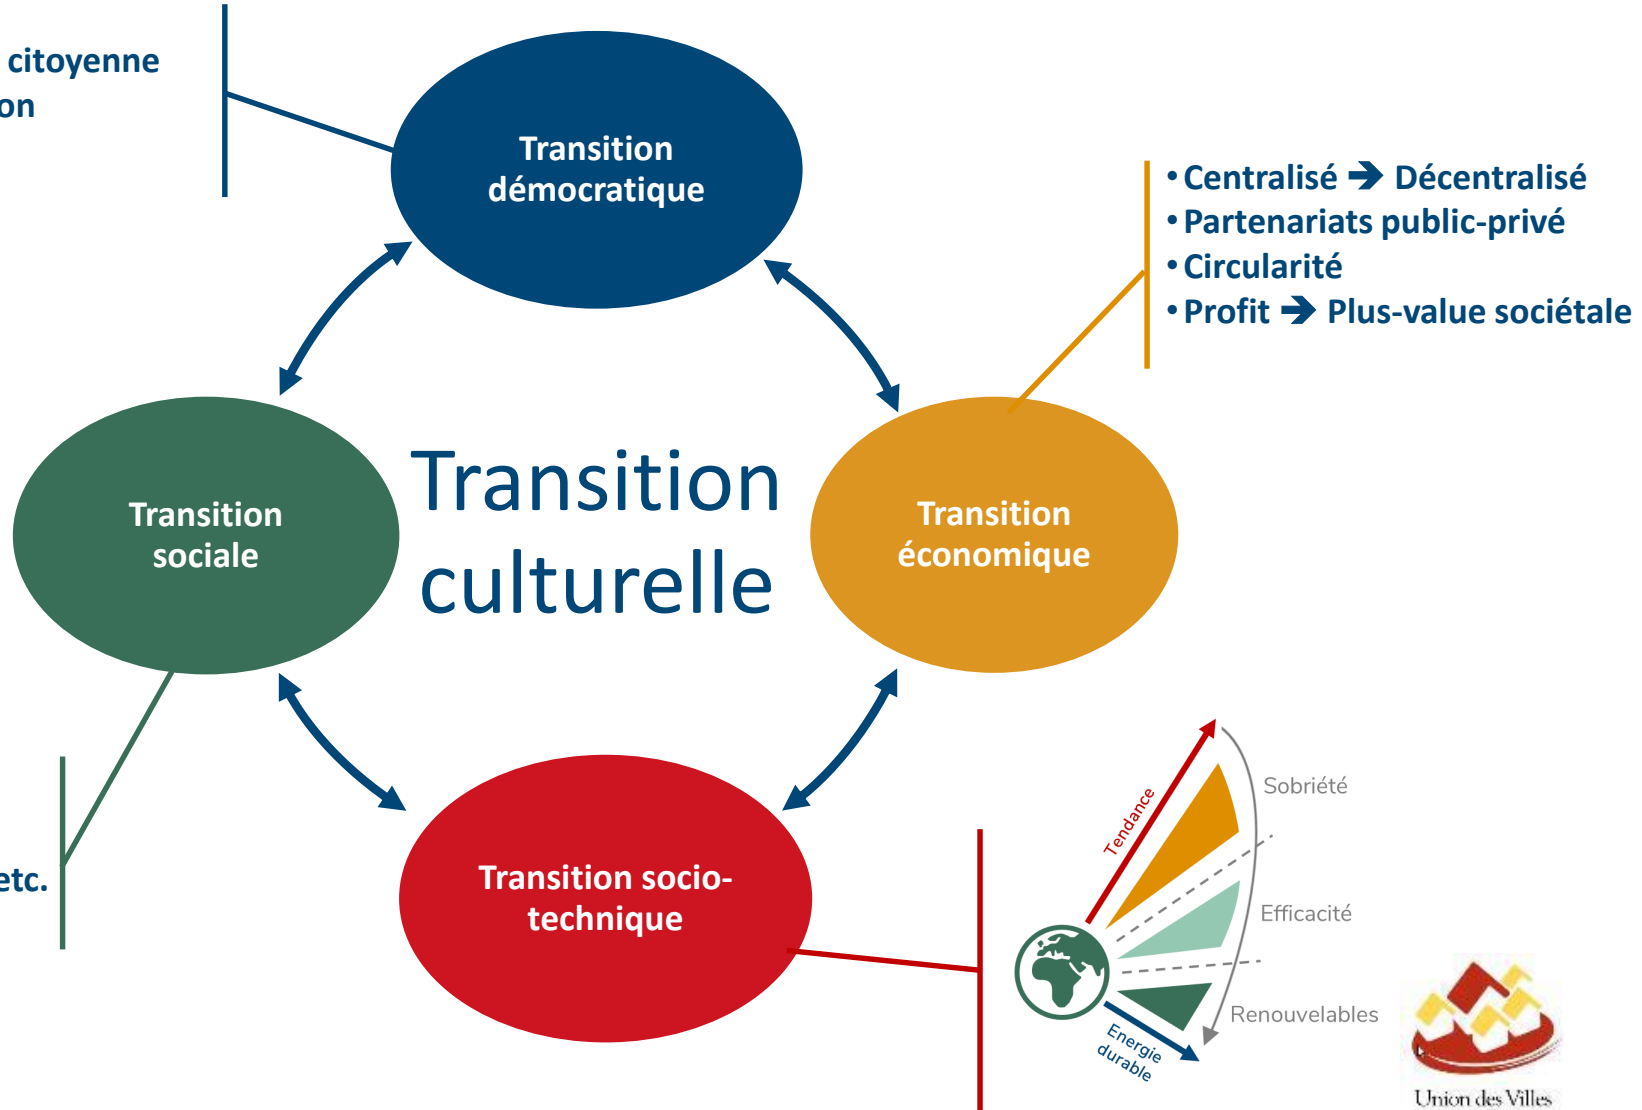 citoyenne
on
Transition
démocratique
• Centralisé ➔ Décentralisé
• Partenariats public-privé
• Circularité
• Profit ➔ Plus-value sociétale
Transition
sociale
Transition
culturelle
Transition
économique
etc.
Transition socio-
technique
Tendance
Sobriété
Efficacité
Renouvelables
Energie
durable
Union des Villes